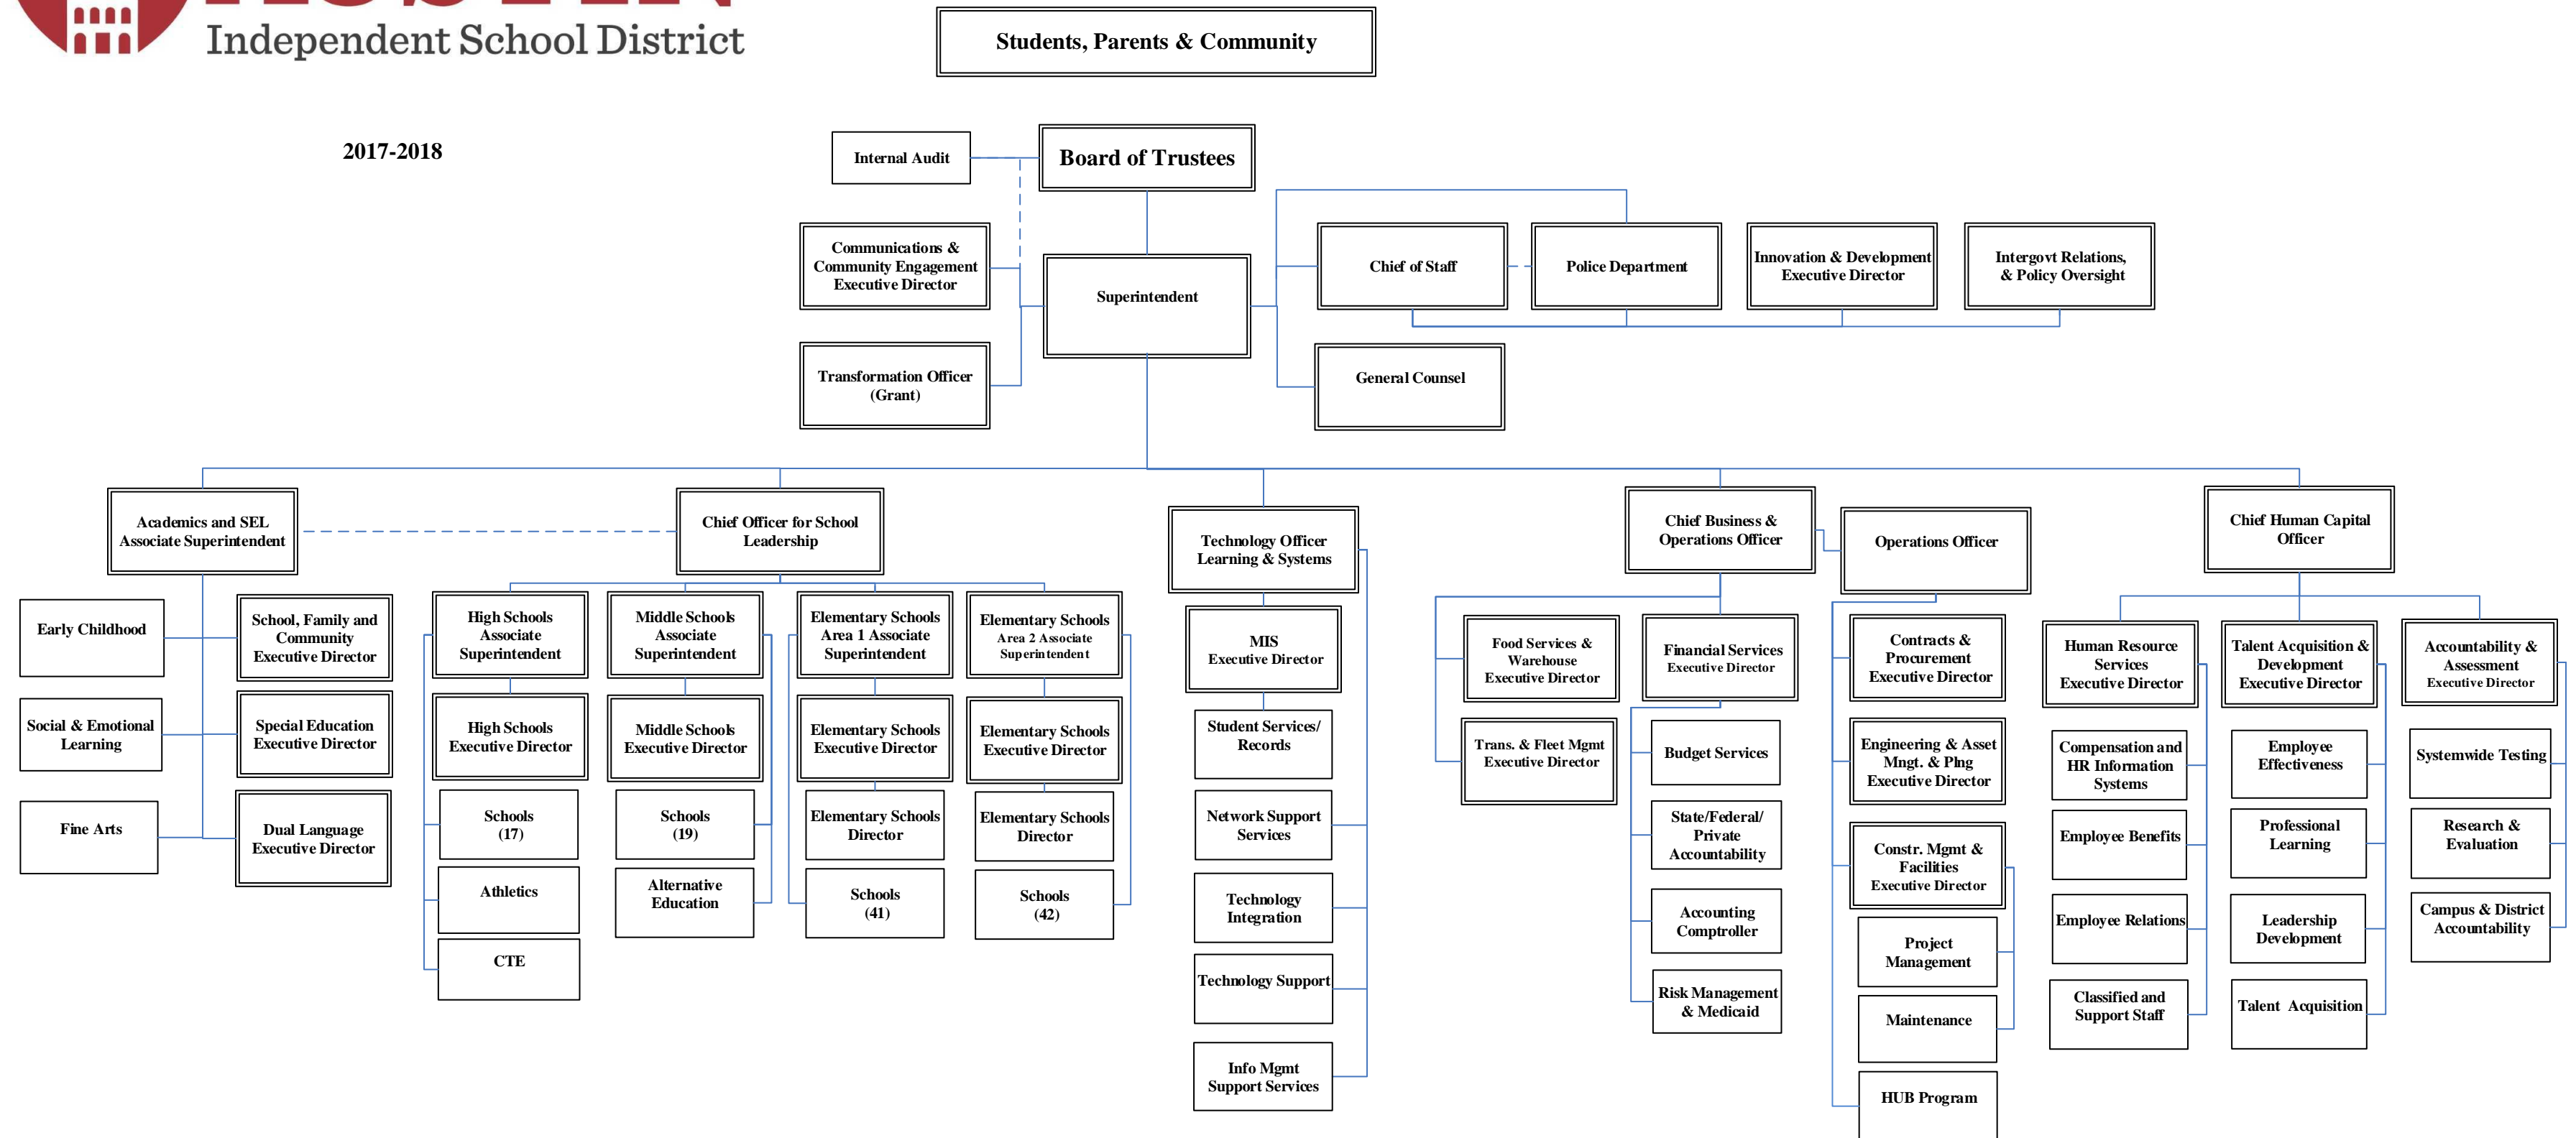 Independent School District
Students, Parents & Community
2017-2018
Internal Audit
Board of Trustees
Communications &
Community Engagement
Executive Director
Superintendent
Chief of Staff
Police Department
Innovation & Development
Executive Director
Intergovt Relations,
& Policy Oversight
Transformation Officer
(Grant)
General Counsel
Academics and SEL
Associate Superintendent
Chief Officer for School
Leadership
Technology Officer
Learning & Systems
Chief Business &
Operations Officer
Operations Officer
Chief Human Capital
Officer
Early Childhood
School, Family and
Community
Executive Director
Social & Emotional
Learning
Special Education
Executive Director
Fine Arts
Dual Language
Executive Director
High Schools
Associate
Superintendent
High Schools
Executive Director
Schools
(17)
Athletics
CTE
Middle Schools
Associate
Superintendent
Middle Schools
Executive Director
Schools
(19)
Alternative
Education
Elementary Schools
Area 1 Associate
Superintendent
Elementary Schools
Executive Director
Elementary Schools
Director
Schools
(41)
Elementary Schools
Area 2 Associate
Superintendent
Elementary Schools
Executive Director
Elementary Schools
Director
Schools
(42)
MIS
Executive Director
Student Services/
Records
Network Support
Services
Technology
Integration
Technology Support
Info Mgmt
Support Services
Food Services &
Warehouse
Executive Director
Trans. & Fleet Mgmt
Executive Director
Financial Services
Executive Director
Budget Services
State/Federal/
Private
Accountability
Accounting
Comptroller
Risk Management
& Medicaid
Contracts &
Procurement
Executive Director
Engineering & Asset
Mngt. & Plng
Executive Director
Constr. Mgmt &
Facilities
Executive Director
Project
Management
Maintenance
HUB Program
Human Resource
Services
Executive Director
Compensation and
HR Information
Systems
Employee Benefits
Employee Relations
Classified and
Support Staff
Talent Acquisition &
Development
Executive Director
Employee
Effectiveness
Professional
Learning
Leadership
Development
Talent Acquisition
Accountability &
Assessment
Executive Director
Systemwide Testing
Research &
Evaluation
Campus & District
Accountability